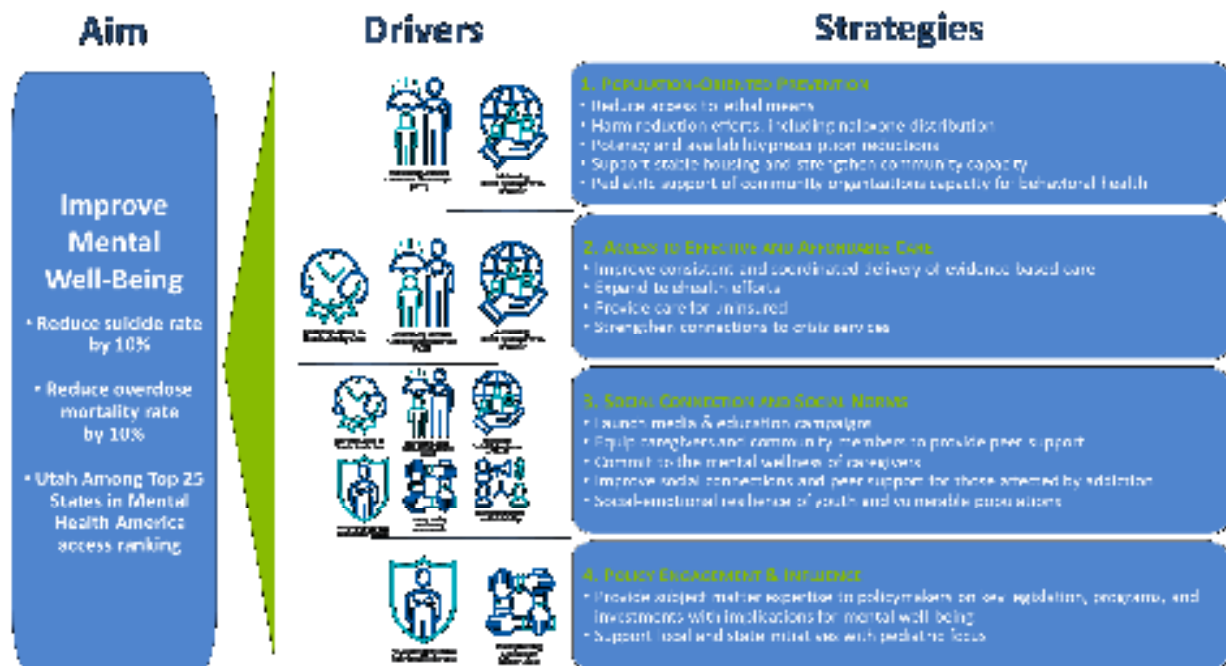 Aim
Drivers
Strategies
Improve
Mental
Well-Being
• Reduce suicide rate
by 10%
• Reduce overdose
mortality rate
by 10%
• Utah Among Top 25
States in Mental
Health America
access ranking
1. POPULATION-ORIENTED PREVENTION
• Reduce access to lethal means
• Harm reduction efforts, including naloxone distribution
• Potency and availability prescription reductions
• Support stable housing and strengthen community capacity
• Pediatric support of community organizations capacity for behavioral health
2. ACCESS TO EFFECTIVE AND AFFORDABLE CARE
• Improve consistent and coordinated delivery of evidence based care
• Expand telehealth efforts
• Provide care for uninsured
• Strengthen connections to crisis services
3. SOCIAL CONNECTION AND SOCIAL NORMS
• Launch media & education campaigns
• Equip caregivers and community members to provide peer support
• Commit to the mental wellness of caregivers
• Improve social connections and peer support for those affected by addiction
• Social-emotional resilience of youth and vulnerable populations
4. POLICY ENGAGEMENT & INFLUENCE
• Provide subject matter expertise to policymakers on key legislation, programs, and
investments with implications for mental well-being
• Support local and state initiatives with pediatric focus